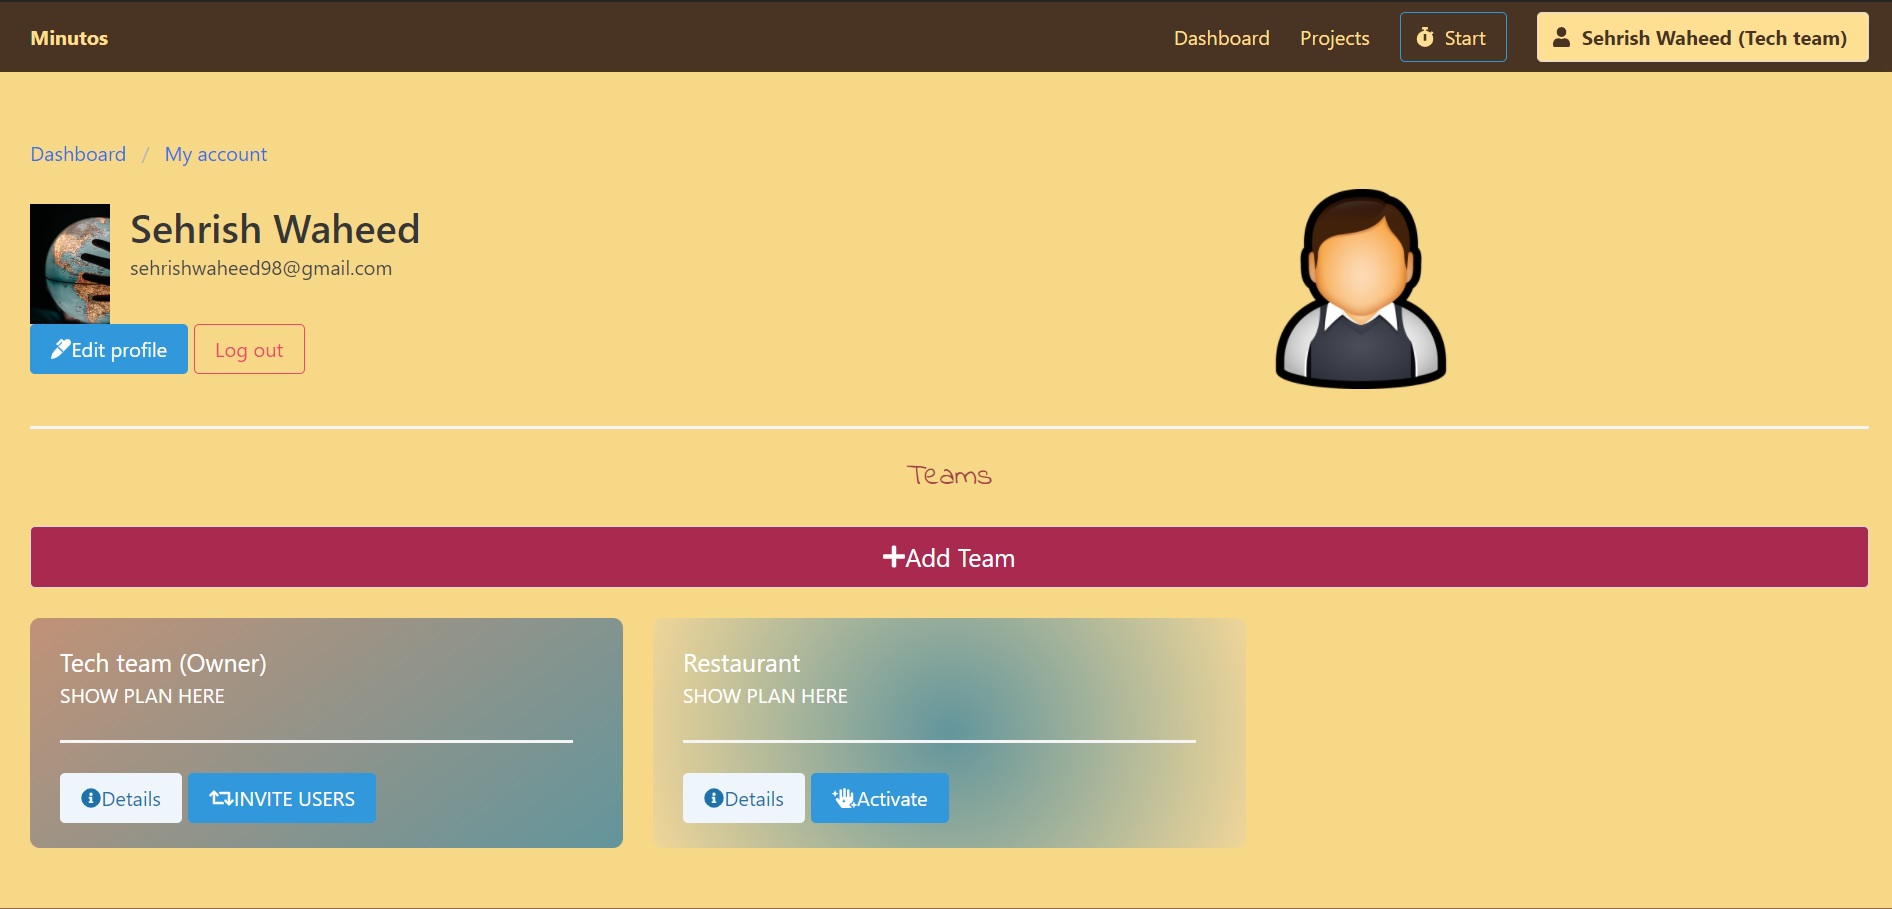 Minutos
Dashboard
Projects
Start
Sehrish Waheed (Tech team)
Dashboard / My account
Sehrish Waheed
sehrishwaheed98@gmail.com
Edit profile
Log out
Teams
Add Team
Tech team (Owner)
SHOW PLAN HERE
Details
INVITE USERS
Restaurant
SHOW PLAN HERE
Details
Activate